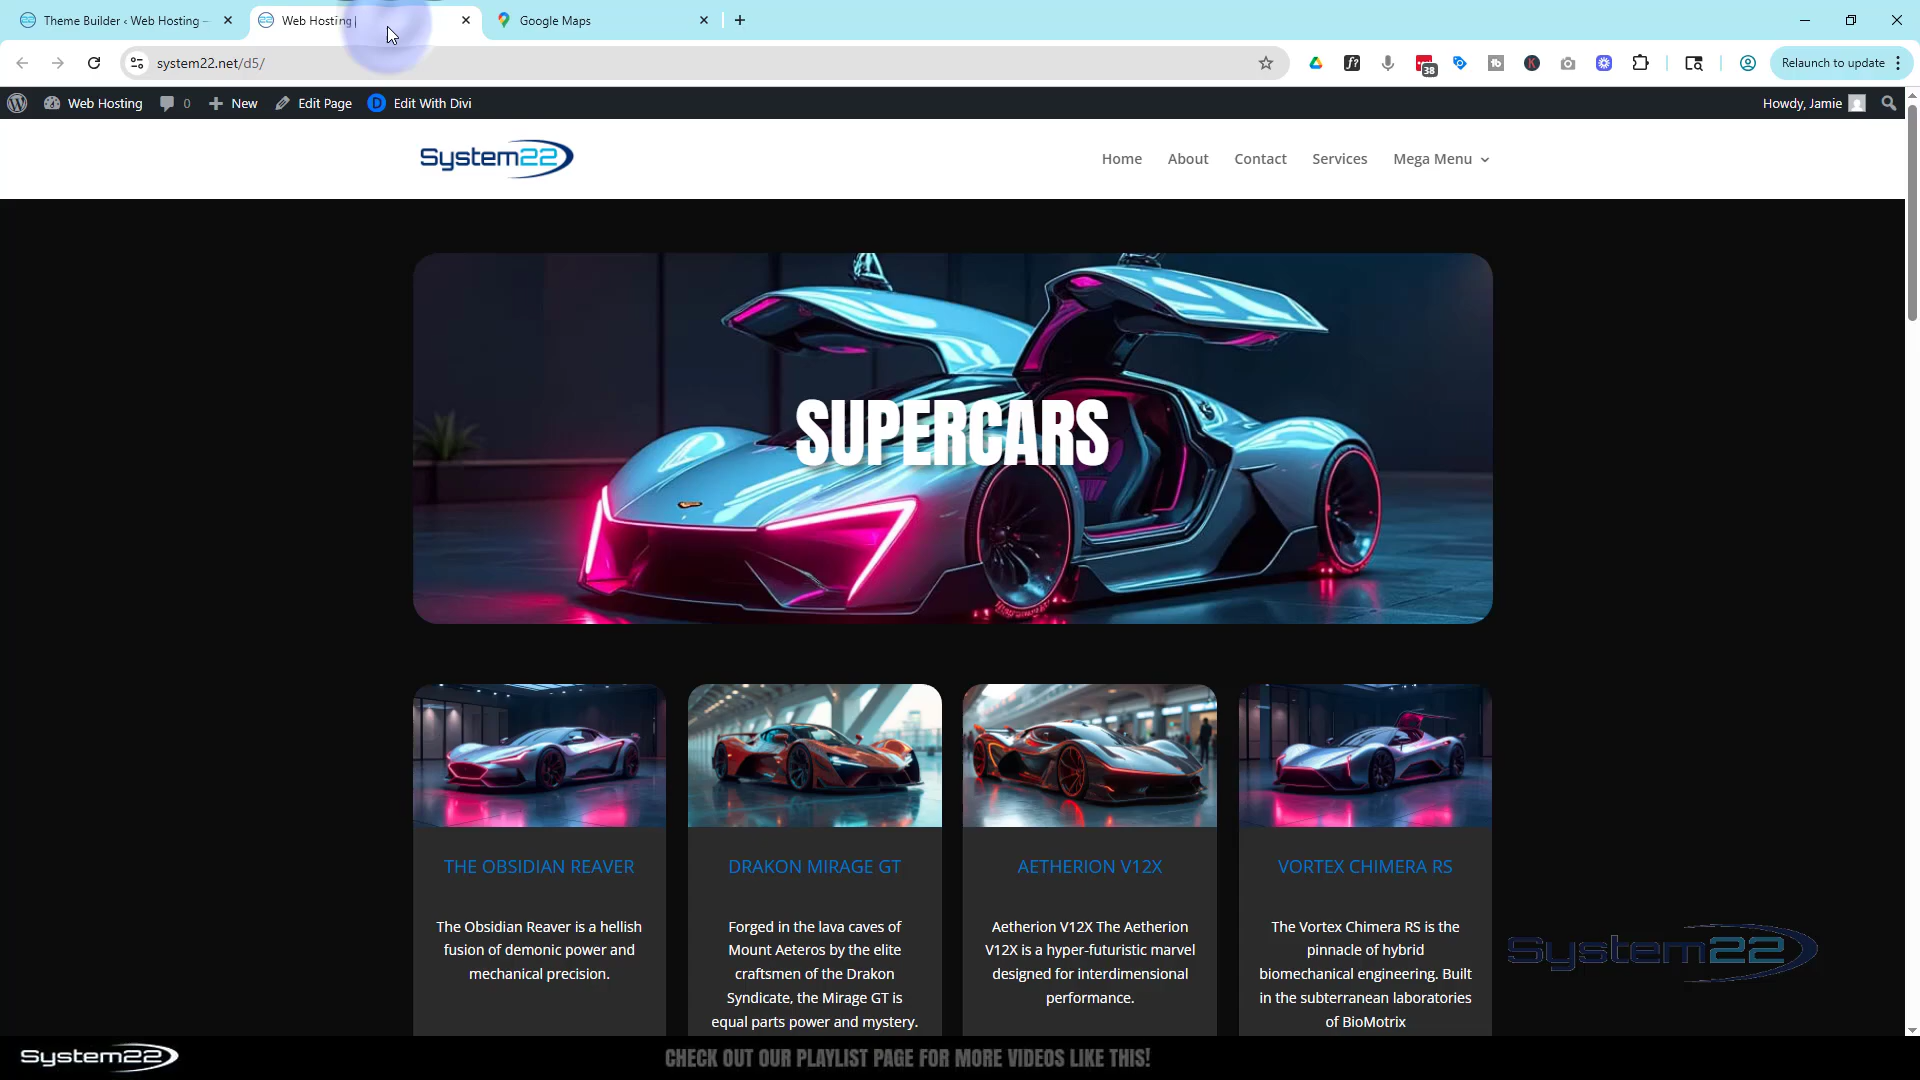 Theme Builder ‹ Web Hosting —
Web Hosting |
Google Maps
system22.net/d5/
38
Relaunch to update
Web Hosting
0
New
Edit Page
Edit With Divi
Howdy, Jamie
System22
Home
About
Contact
Services
Mega Menu
SUPERCARS
THE OBSIDIAN REAVER
The Obsidian Reaver is a hellish
fusion of demonic power and
mechanical precision.
DRAKON MIRAGE GT
Forged in the lava caves of
Mount Aeteros by the elite
craftsmen of the Drakon
Syndicate, the Mirage GT is
equal parts power and mystery.
AETHERION V12X
Aetherion V12X The Aetherion
V12X is a hyper-futuristic marvel
designed for interdimensional
performance.
VORTEX CHIMERA RS
The Vortex Chimera RS is the
pinnacle of hybrid
biomechanical engineering. Built
in the subterranean laboratories
of BioMotrix
System22
System22
CHECK OUT OUR PLAYLIST PAGE FOR MORE VIDEOS LIKE THIS!